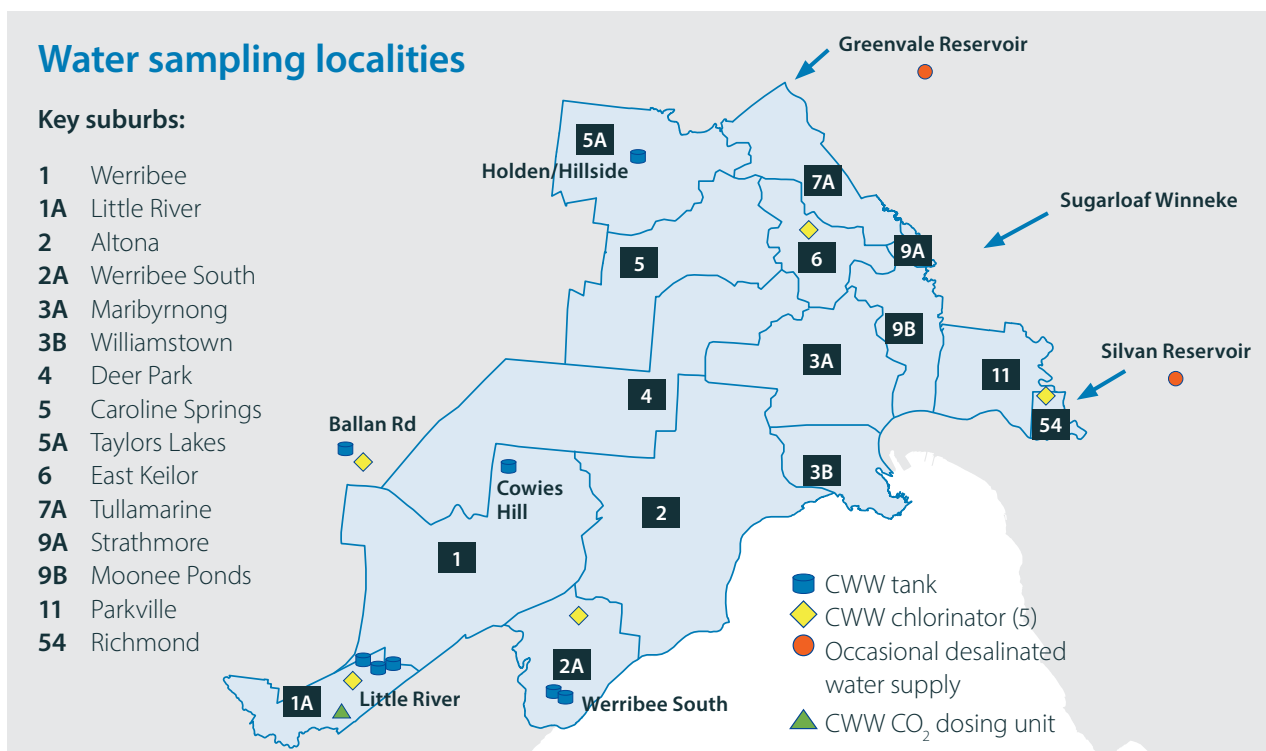 Water sampling localities
Key suburbs:
1 Werribee
1A Little River
2 Altona
2A Werribee South
3A Maribyrnong
3B Williamstown
4 Deer Park
5 Caroline Springs
5A Taylors Lakes
6 East Keilor
7A Tullamarine
9A Strathmore
9B Moonee Ponds
11 Parkville
54 Richmond
Greenvale Reservoir
5A
Holden/Hillside
7A
Sugarloaf Winneke
9A
6
5
9B
Silvan Reservoir
3A
11
4
54
Ballan Rd
3B
Cowies
Hill
2
1
2A
Little River
1A
Werribee South
CWW tank
CWW chlorinator (5)
Occasional desalinated
water supply
CWW CO₂ dosing unit